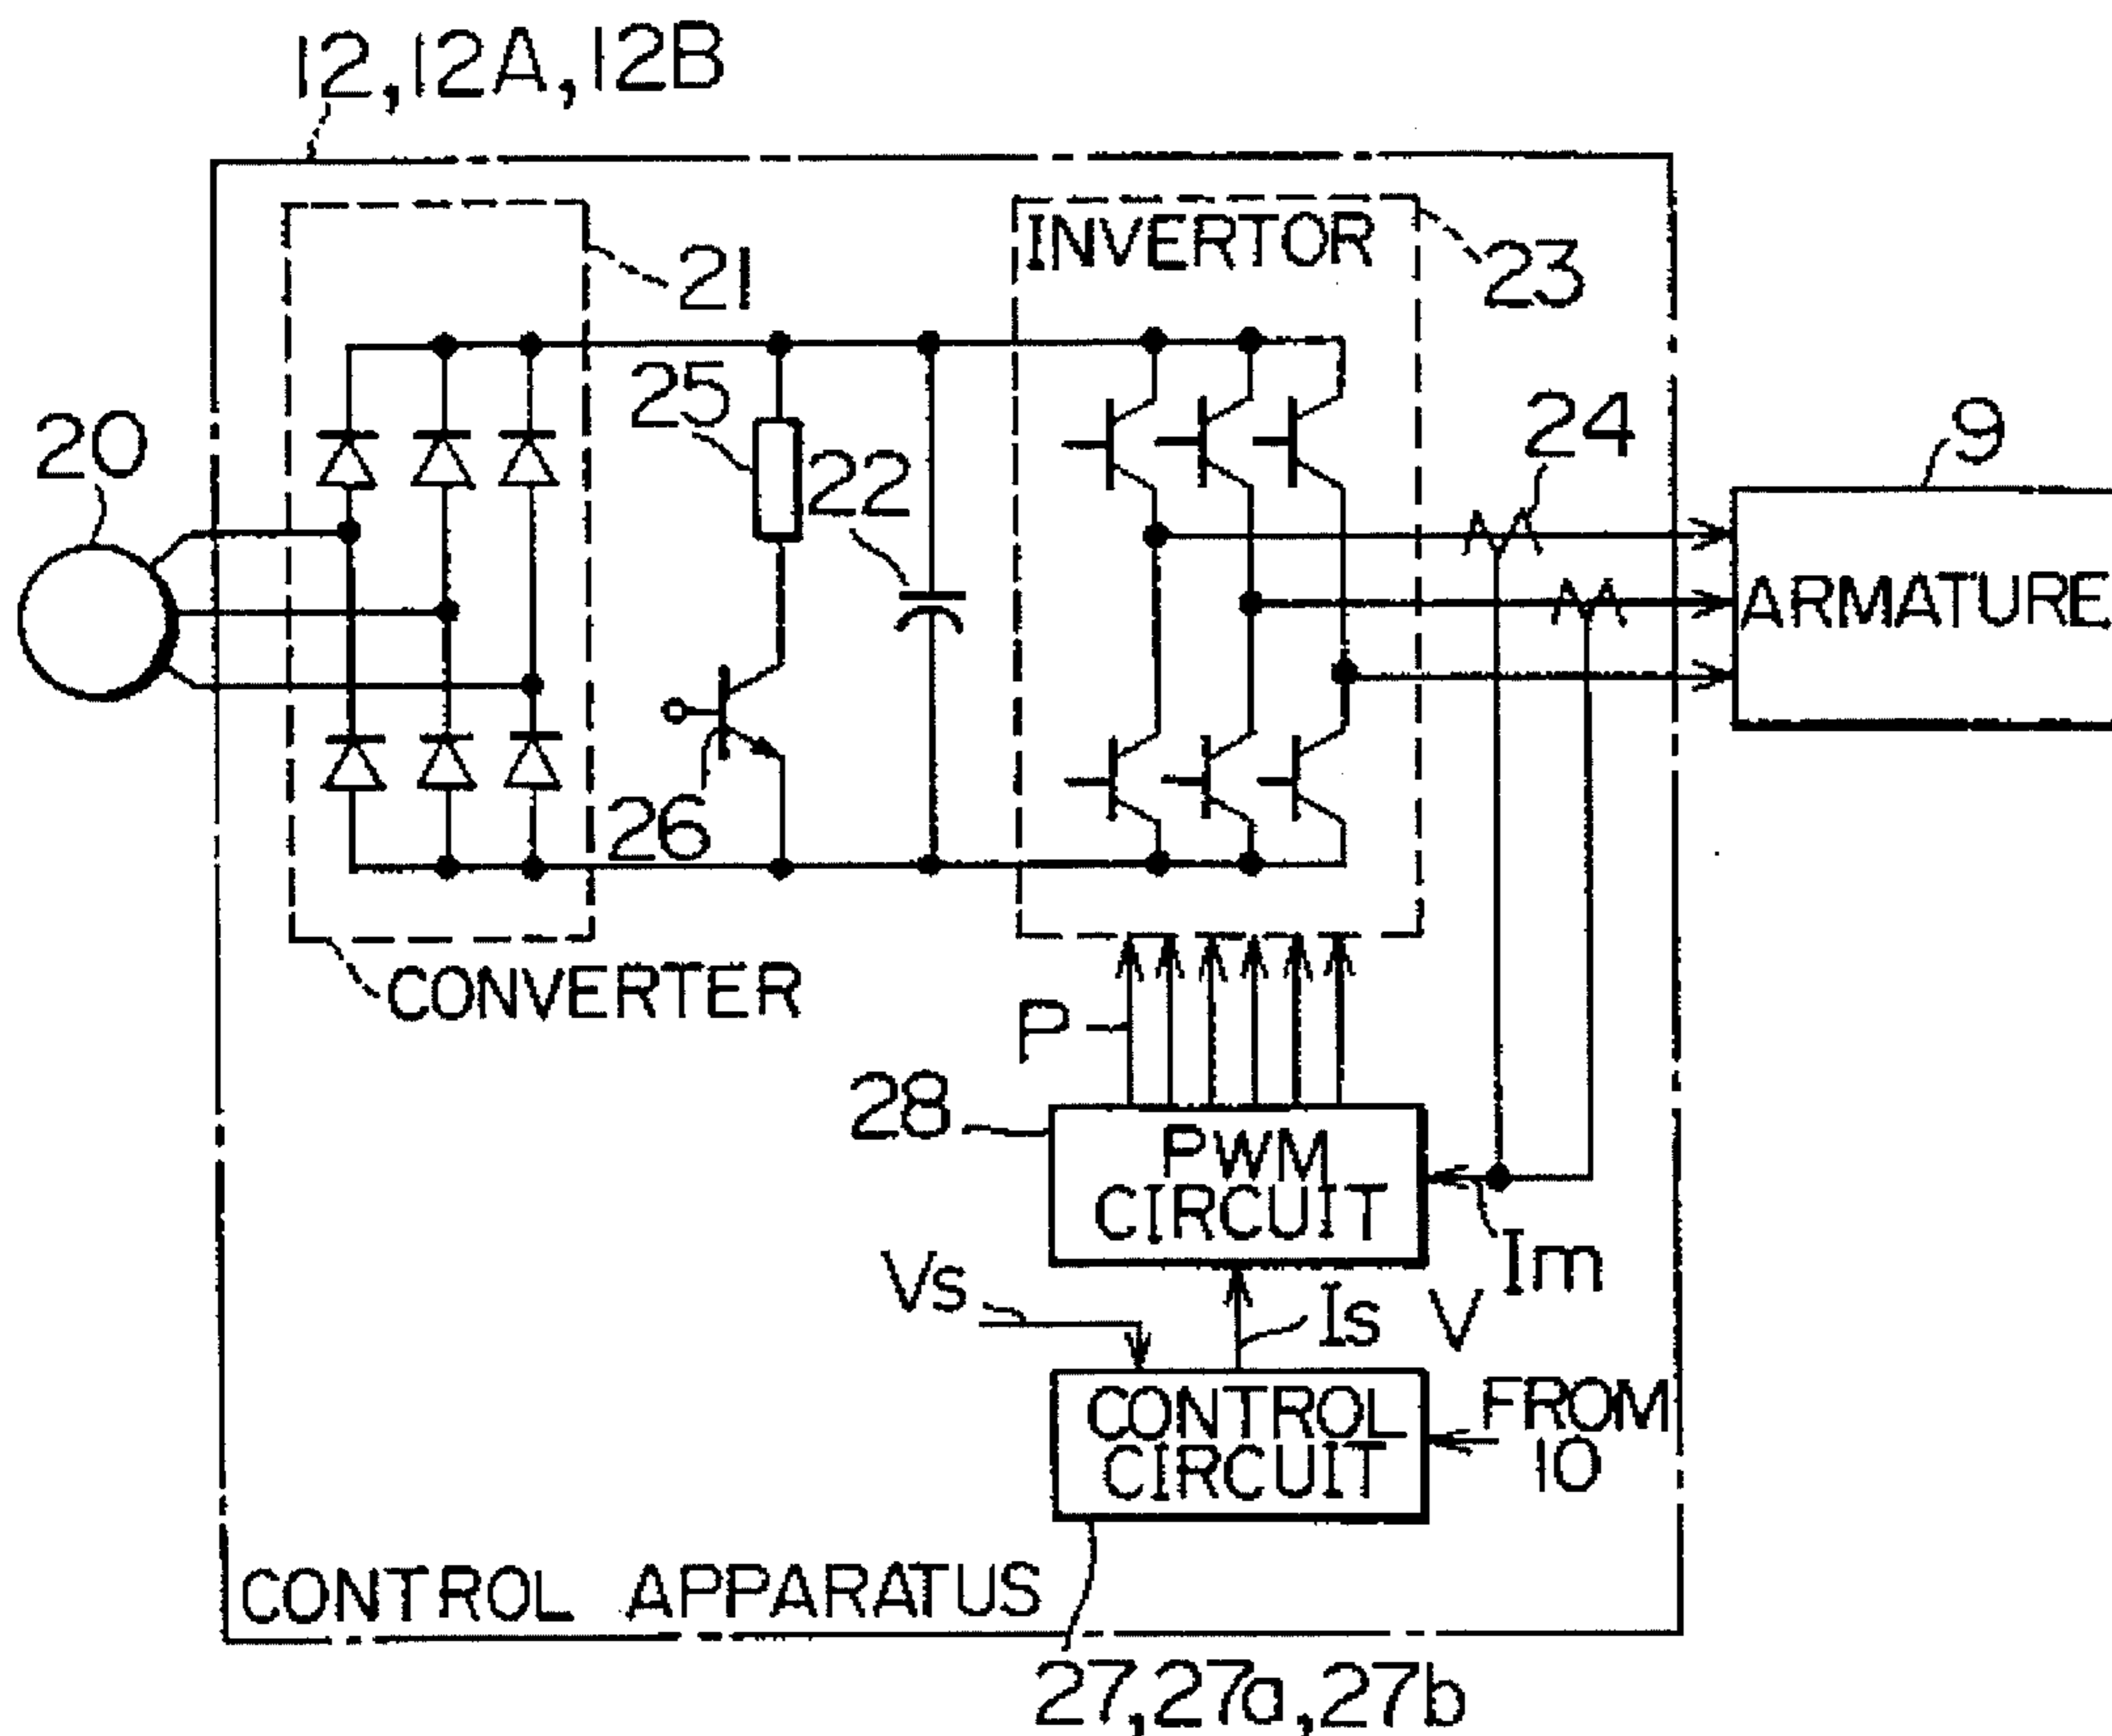 12,12A,12B
INVERTOR
21
23
25
24
9
20
22
ARMATURE
26
CONVERTER
P
28
PWM
CIRCUIT
Im
Vs
Is
V
CONTROL
CIRCUIT
FROM
10
CONTROL APPARATUS
27,27a,27b